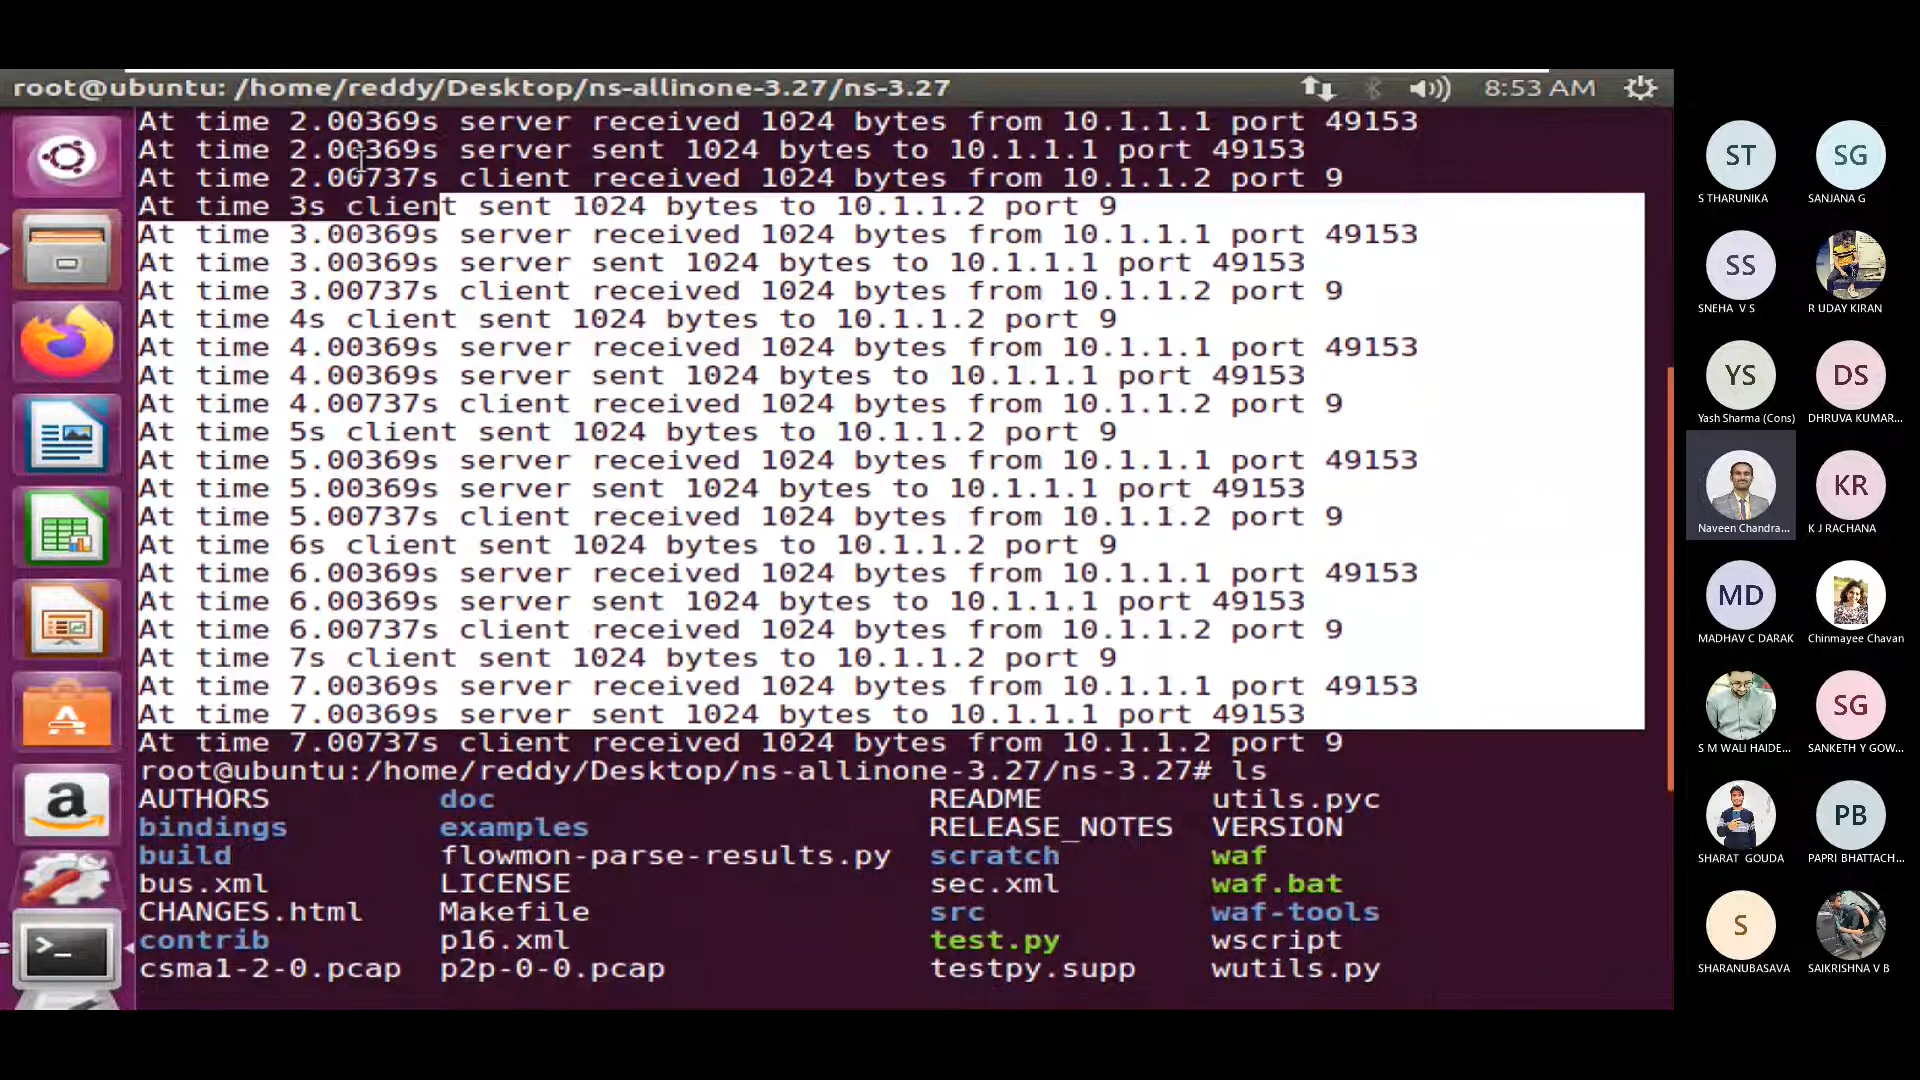 root@ubuntu: /home/reddy/Desktop/ns-allinone-3.27/ns-3.27
8:53 AM
At time 2.00369s server received 1024 bytes from 10.1.1.1 port 49153
At time 2.00369s server sent 1024 bytes to 10.1.1.1 port 49153
At time 2.00737s client received 1024 bytes from 10.1.1.2 port 9
At time 3s client sent 1024 bytes to 10.1.1.2 port 9
At time 3.00369s server received 1024 bytes from 10.1.1.1 port 49153
At time 3.00369s server sent 1024 bytes to 10.1.1.1 port 49153
At time 3.00737s client received 1024 bytes from 10.1.1.2 port 9
At time 4s client sent 1024 bytes to 10.1.1.2 port 9
At time 4.00369s server received 1024 bytes from 10.1.1.1 port 49153
At time 4.00369s server sent 1024 bytes to 10.1.1.1 port 49153
At time 4.00737s client received 1024 bytes from 10.1.1.2 port 9
At time 5s client sent 1024 bytes to 10.1.1.2 port 9
At time 5.00369s server received 1024 bytes from 10.1.1.1 port 49153
At time 5.00369s server sent 1024 bytes to 10.1.1.1 port 49153
At time 5.00737s client received 1024 bytes from 10.1.1.2 port 9
At time 6s client sent 1024 bytes to 10.1.1.2 port 9
At time 6.00369s server received 1024 bytes from 10.1.1.1 port 49153
At time 6.00369s server sent 1024 bytes to 10.1.1.1 port 49153
At time 6.00737s client received 1024 bytes from 10.1.1.2 port 9
At time 7s client sent 1024 bytes to 10.1.1.2 port 9
At time 7.00369s server received 1024 bytes from 10.1.1.1 port 49153
At time 7.00369s server sent 1024 bytes to 10.1.1.1 port 49153
At time 7.00737s client received 1024 bytes from 10.1.1.2 port 9
root@ubuntu:/home/reddy/Desktop/ns-allinone-3.27/ns-3.27# ls
AUTHORS doc README utils.pyc
bindings examples RELEASE_NOTES VERSION
build flowmon-parse-results.py scratch waf
bus.xml LICENSE sec.xml waf.bat
CHANGES.html Makefile src waf-tools
contrib p16.xml test.py wscript
csma1-2-0.pcap p2p-0-0.pcap testpy.supp wutils.py
ST SG
S THARUNIKA SANJANA G
SS
SNEHA V S R UDAY KIRAN
YS DS
Yash Sharma (Cons) DHRUVA KUMAR...
KR
Naveen Chandra... K J RACHANA
MD
MADHAV C DARAK Chinmayee Chavan
SG
S M WALI HAIDE... SANKETH Y GOW...
PB
SHARAT GOUDA PAPRI BHATTACH...
S
SHARANUBASAVA SAIKRISHNA V B